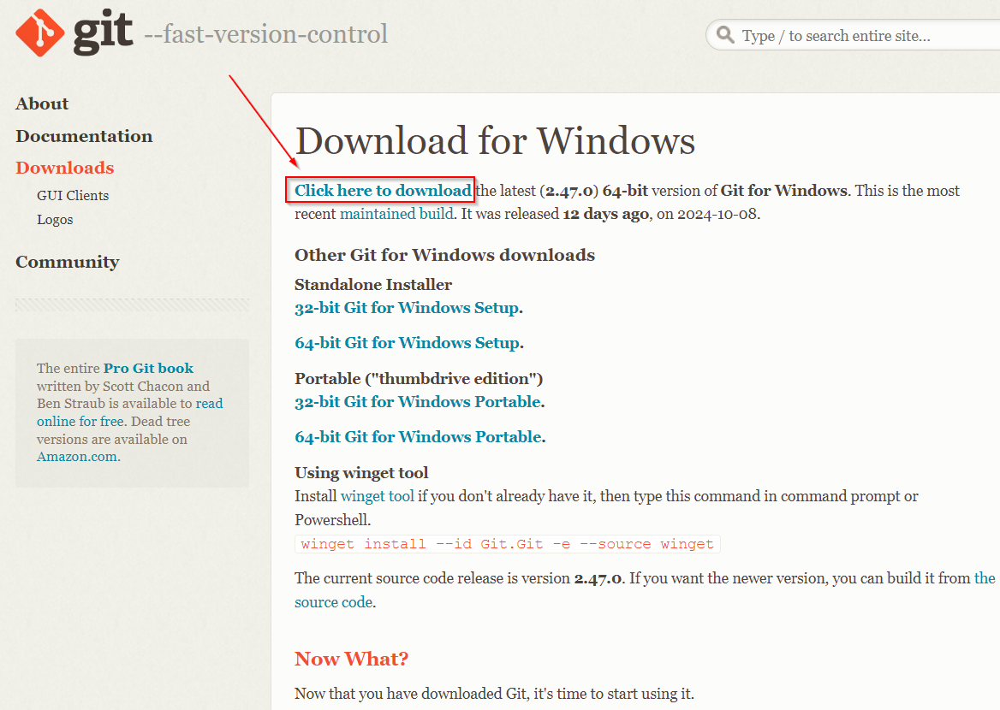 git --fast-version-control
Type / to search entire site...
About
Documentation
Downloads
GUI Clients
Logos
Community
The entire Pro Git book
written by Scott Chacon and
Ben Straub is available to read
online for free. Dead tree
versions are available on
Amazon.com.
Download for Windows
Click here to download the latest (2.47.0) 64-bit version of Git for Windows. This is the most
recent maintained build. It was released 12 days ago, on 2024-10-08.
Other Git for Windows downloads
Standalone Installer
32-bit Git for Windows Setup.
64-bit Git for Windows Setup.
Portable ("thumbdrive edition")
32-bit Git for Windows Portable.
64-bit Git for Windows Portable.
Using winget tool
Install winget tool if you don't already have it, then type this command in command prompt or
Powershell.
winget install --id Git.Git -e --source winget
The current source code release is version 2.47.0. If you want the newer version, you can build it from the
source code.
Now What?
Now that you have downloaded Git, it's time to start using it.